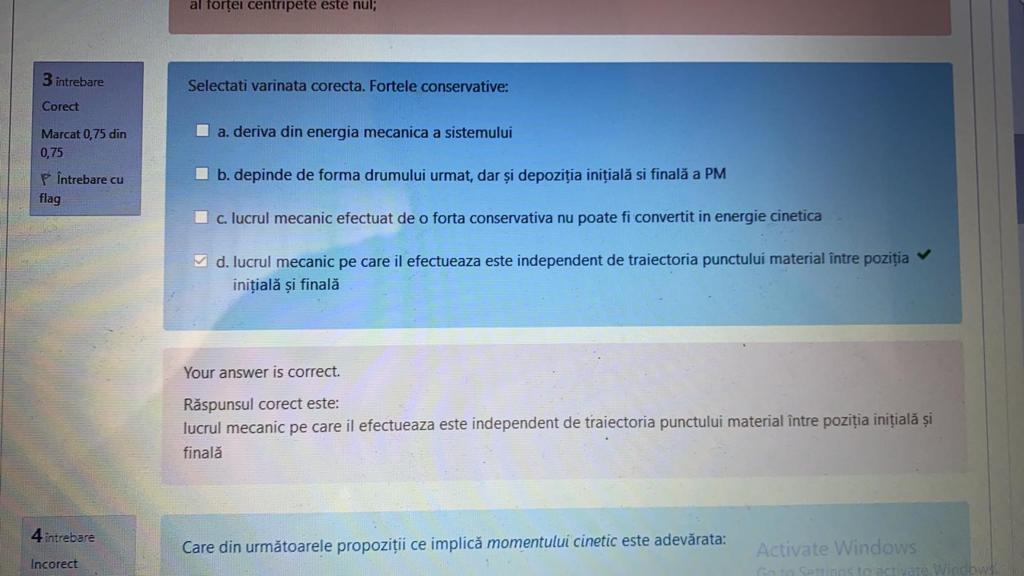 al forței centripete este nul;
3 întrebare
Corect
Marcat 0,75 din
0,75
Întrebare cu
flag
Selectati varinata corecta. Fortele conservative:
a. deriva din energia mecanica a sistemului
b. depinde de forma drumului urmat, dar și depoziția inițială si finală a PM
c. lucrul mecanic efectuat de o forta conservativa nu poate fi convertit in energie cinetica
d. lucrul mecanic pe care il efectueaza este independent de traiectoria punctului material între poziția
inițială și finală
Your answer is correct.
Răspunsul corect este:
lucrul mecanic pe care il efectueaza este independent de traiectoria punctului material între poziția inițială și
finală
4 întrebare
Incorect
Care din următoarele propoziții ce implică momentului cinetic este adevărata:
Activate Windows
Go to Settings to activate Windows.